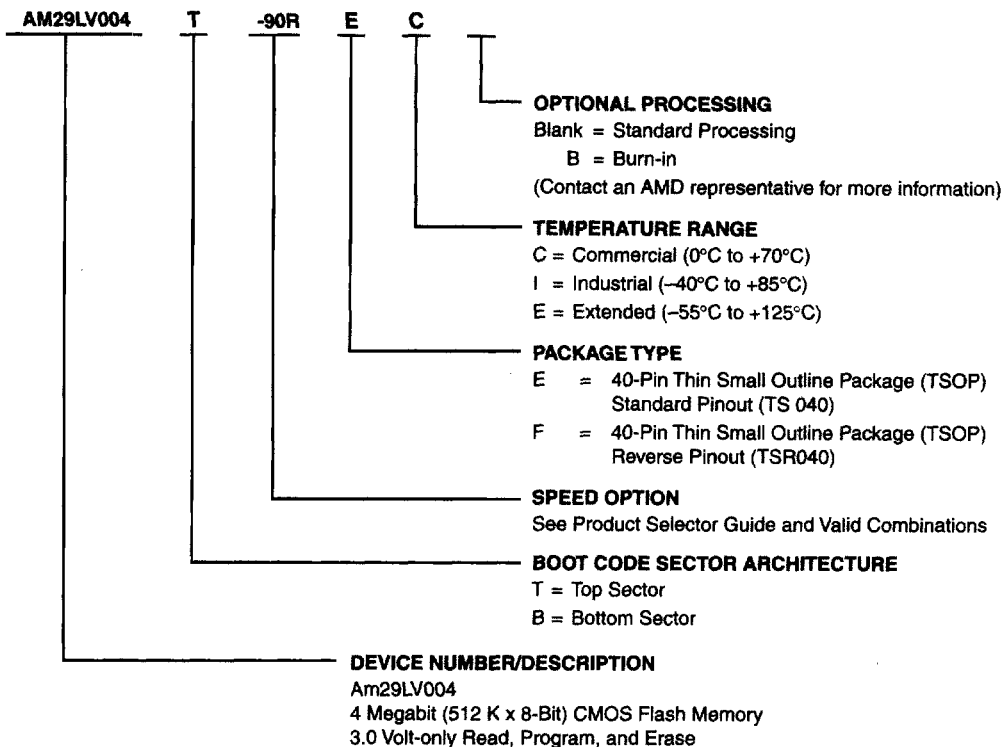 AM29LV004 T -90R E C
OPTIONAL PROCESSING
Blank = Standard Processing
B = Burn-in
(Contact an AMD representative for more information)
TEMPERATURE RANGE
C = Commercial (0°C to +70°C)
I = Industrial (–40°C to +85°C)
E = Extended (–55°C to +125°C)
PACKAGE TYPE
E = 40-Pin Thin Small Outline Package (TSOP)
Standard Pinout (TS 040)
F = 40-Pin Thin Small Outline Package (TSOP)
Reverse Pinout (TSR040)
SPEED OPTION
See Product Selector Guide and Valid Combinations
BOOT CODE SECTOR ARCHITECTURE
T = Top Sector
B = Bottom Sector
DEVICE NUMBER/DESCRIPTION
Am29LV004
4 Megabit (512 K x 8-Bit) CMOS Flash Memory
3.0 Volt-only Read, Program, and Erase